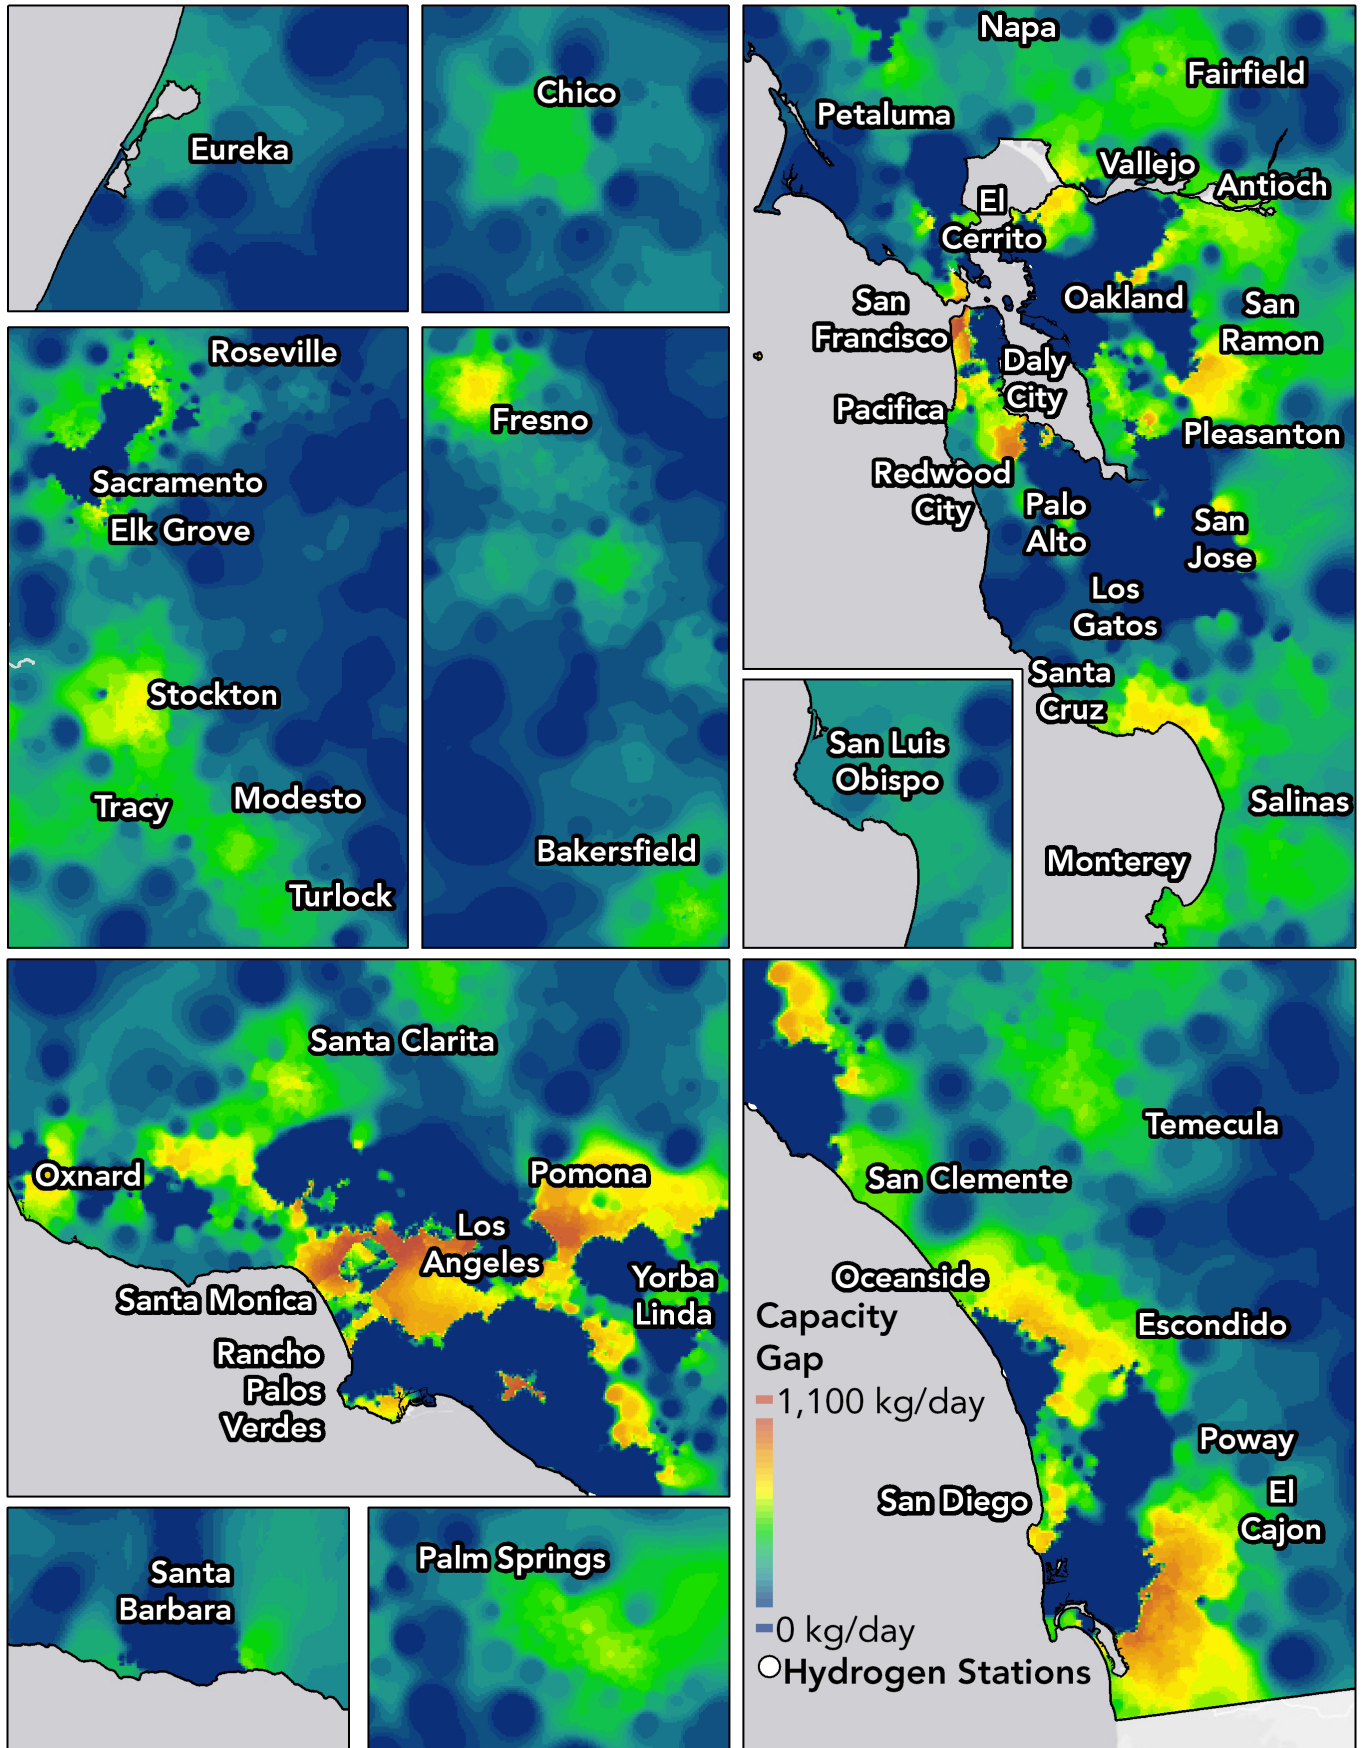 Eureka
Chico
Napa
Fairfield
Petaluma
Vallejo
Antioch
El
Cerrito
Oakland
San
Francisco
San
Ramon
Daly
City
Pacifica
Pleasanton
Redwood
City
Palo
Alto
San
Jose
Los
Gatos
Santa
Cruz
Salinas
Monterey
Roseville
Sacramento
Elk Grove
Stockton
Tracy
Modesto
Turlock
Fresno
Bakersfield
San Luis
Obispo
Santa Clarita
Oxnard
Pomona
Los
Angeles
Santa Monica
Yorba
Linda
Rancho
Palos
Verdes
Temecula
San Clemente
Oceanside
Escondido
Poway
El
Cajon
San Diego
Capacity
Gap
1,100 kg/day
0 kg/day
Hydrogen Stations
Santa
Barbara
Palm Springs